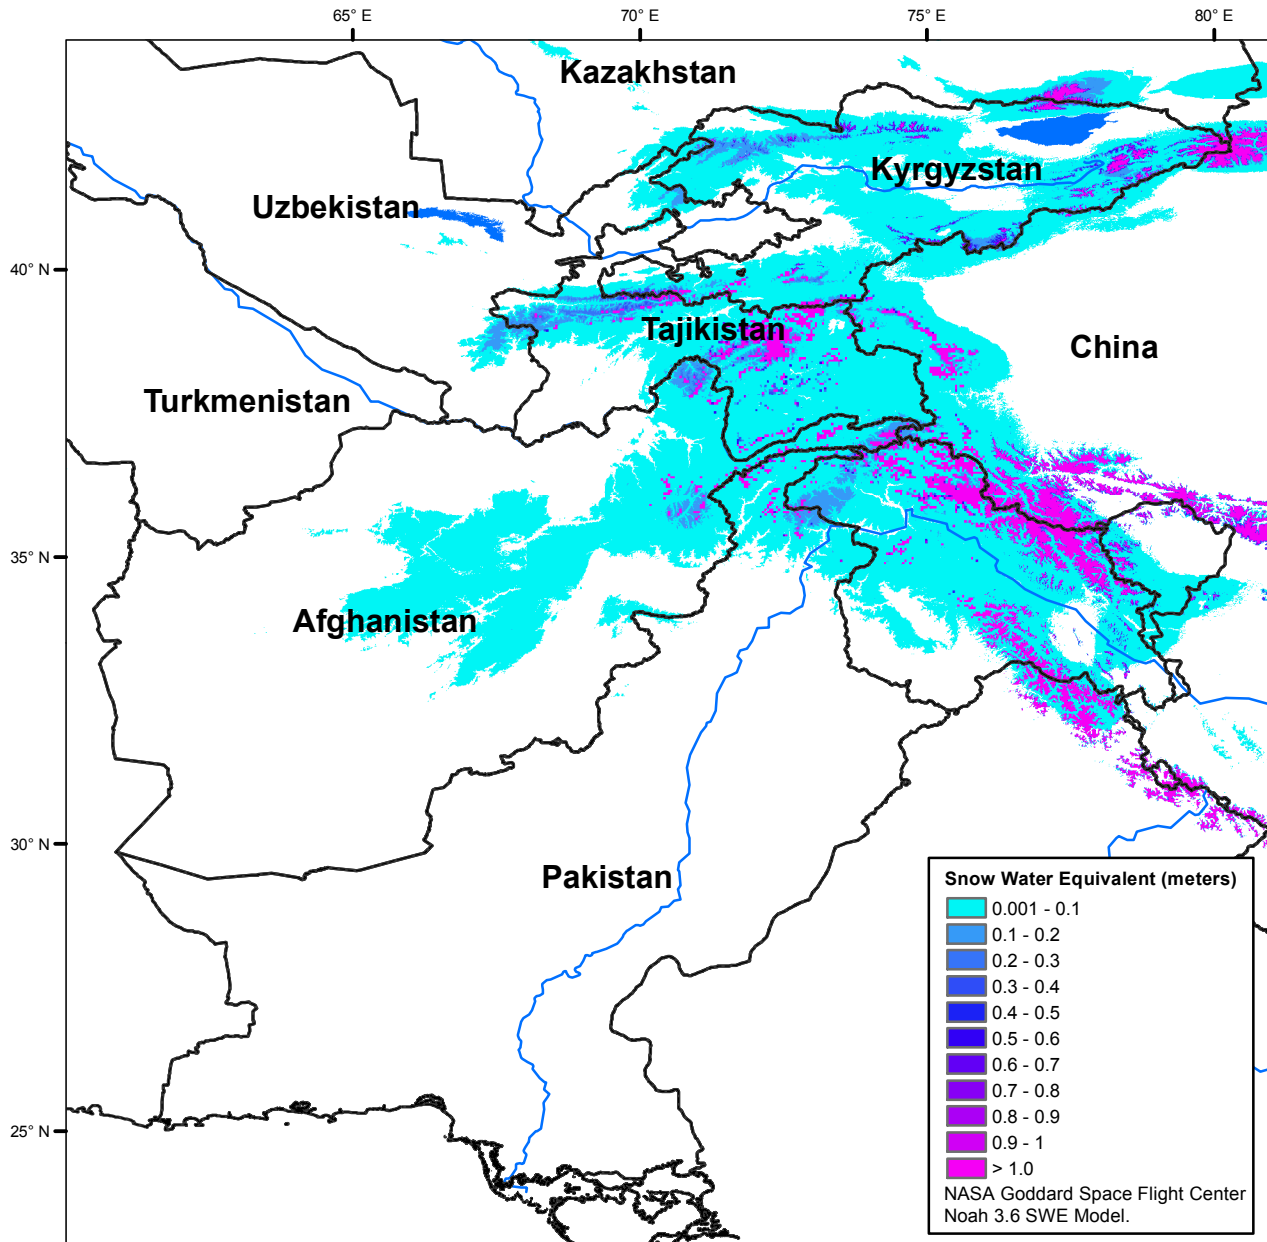 65° E
70° E
75° E
80° E
Kazakhstan
Kyrgyzstan
Uzbekistan
40° N
Tajikistan
China
Turkmenistan
35° N
Afghanistan
30° N
Pakistan
Snow Water Equivalent (meters)
0.001 - 0.1
0.1 - 0.2
0.2 - 0.3
0.3 - 0.4
0.4 - 0.5
0.5 - 0.6
0.6 - 0.7
0.7 - 0.8
0.8 - 0.9
0.9 - 1
> 1.0
NASA Goddard Space Flight Center
Noah 3.6 SWE Model.
25° N